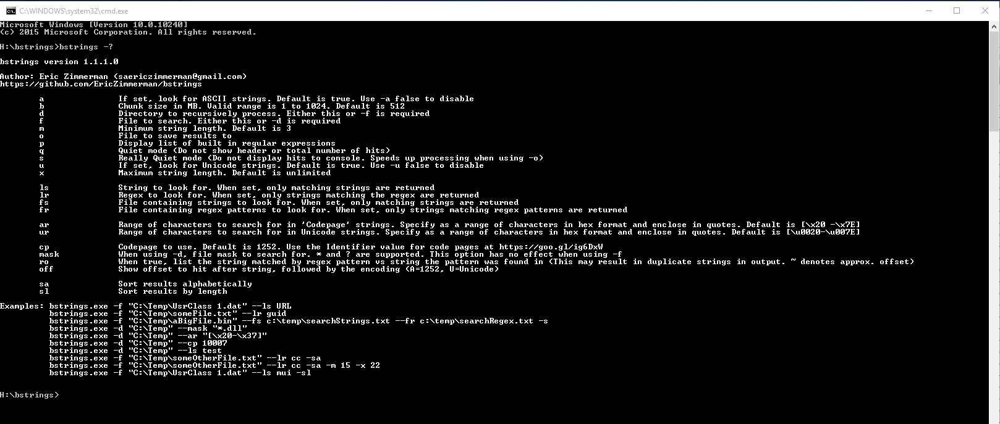 C:\WINDOWS\system32\cmd.exe
Microsoft Windows [Version 10.0.10240]
(c) 2015 Microsoft Corporation. All rights reserved.
H:\bstrings>bstrings -?
bstrings version 1.1.1.0
Author: Eric Zimmerman (saericzimmerman@gmail.com)
https://github.com/EricZimmerman/bstrings
a If set, look for ASCII strings. Default is true. Use -a false to disable
b Chunk size in MB. Valid range is 1 to 1024. Default is 512
d Directory to recursively process. Either this or -f is required
f File to search. Either this or -d is required
m Minimum string length. Default is 3
o File to save results to
p Display list of built in regular expressions
q Quiet mode (Do not show header or total number of hits)
s Really Quiet mode (Do not display hits to console. Speeds up processing when using -o)
u If set, look for Unicode strings. Default is true. Use -u false to disable
x Maximum string length. Default is unlimited
ls String to look for. When set, only matching strings are returned
lr Regex to look for. When set, only strings matching the regex are returned
fs File containing strings to look for. When set, only matching strings are returned
fr File containing regex patterns to look for. When set, only strings matching regex patterns are returned
ar Range of characters to search for in 'Codepage' strings. Specify as a range of characters in hex format and enclose in quotes. Default is [\x20 -\x7E]
ur Range of characters to search for in Unicode strings. Specify as a range of characters in hex format and enclose in quotes. Default is [\u0020-\u007E]
cp Codepage to use. Default is 1252. Use the Identifier value for code pages at https://goo.gl/ig6DxW
mask When using -d, file mask to search for. * and ? are supported. This option has no effect when using -f
ro When true, list the string matched by regex pattern vs string the pattern was found in (This may result in duplicate strings in output. ~ denotes approx. offset)
off Show offset to hit after string, followed by the encoding (A=1252, U=Unicode)
sa Sort results alphabetically
sl Sort results by length
Examples: bstrings.exe -f "C:\Temp\UsrClass 1.dat" --ls URL
bstrings.exe -f "C:\Temp\someFile.txt" --lr guid
bstrings.exe -f "C:\Temp\aBigFile.bin" --fs c:\temp\searchStrings.txt --fr c:\temp\searchRegex.txt -s
bstrings.exe -d "C:\Temp" --mask "*.dll"
bstrings.exe -d "C:\Temp" --ar "[\x20-\x37]"
bstrings.exe -d "C:\Temp" --cp 10007
bstrings.exe -d "C:\Temp" --ls test
bstrings.exe -f "C:\Temp\someOtherFile.txt" --lr cc -sa
bstrings.exe -f "C:\Temp\someOtherFile.txt" --lr cc -sa -m 15 -x 22
bstrings.exe -f "C:\Temp\UsrClass 1.dat" --ls mui -sl
H:\bstrings>